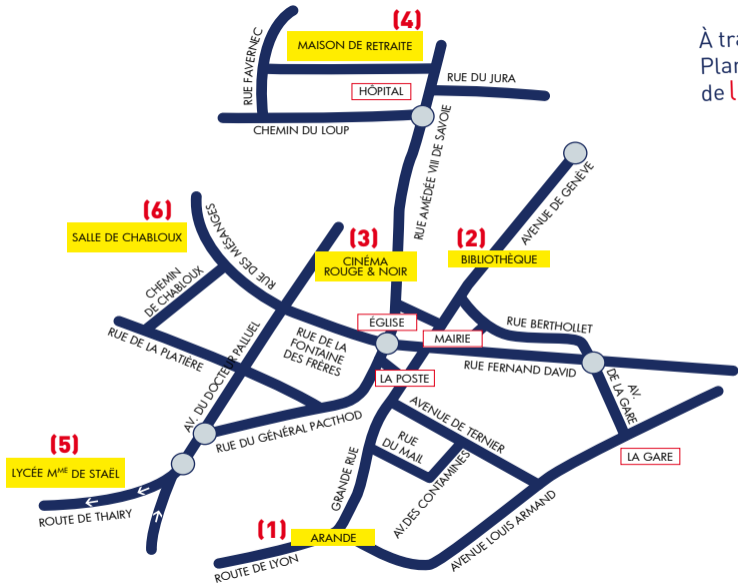 (4)
MAISON DE RETRAITE
À tra
Plan
de l
RUE FAVERNEC
HÔPITAL
RUE DU JURA
CHEMIN DU LOUP
RUE AMÉDÉE VIII DE SAVOIE
AVENUE DE GENÈVE
(6)
SALLE DE CHABLOUX
RUE DES MÉSANGES
(3)
CINÉMA
ROUGE & NOIR
(2)
BIBLIOTHÈQUE
CHEMIN
DE CHABLOUX
ÉGLISE
MAIRIE
RUE BERTHOLLET
RUE DE LA PLATIÈRE
RUE DE LA
FONTAINE
DES FRÈRES
LA POSTE
RUE FERNAND DAVID
AV. DU DOCTEUR PALLUEL
AV.
DE LA GARE
RUE DU GÉNÉRAL PACTHOD
AVENUE DE TERNIER
RUE
DU MAIL
LA GARE
(5)
LYCÉE MME DE STAËL
GRANDE RUE
AV.DES CONTAMINES
AVENUE LOUIS ARMAND
ROUTE DE THAIRY
(1)
ARANDE
ROUTE DE LYON